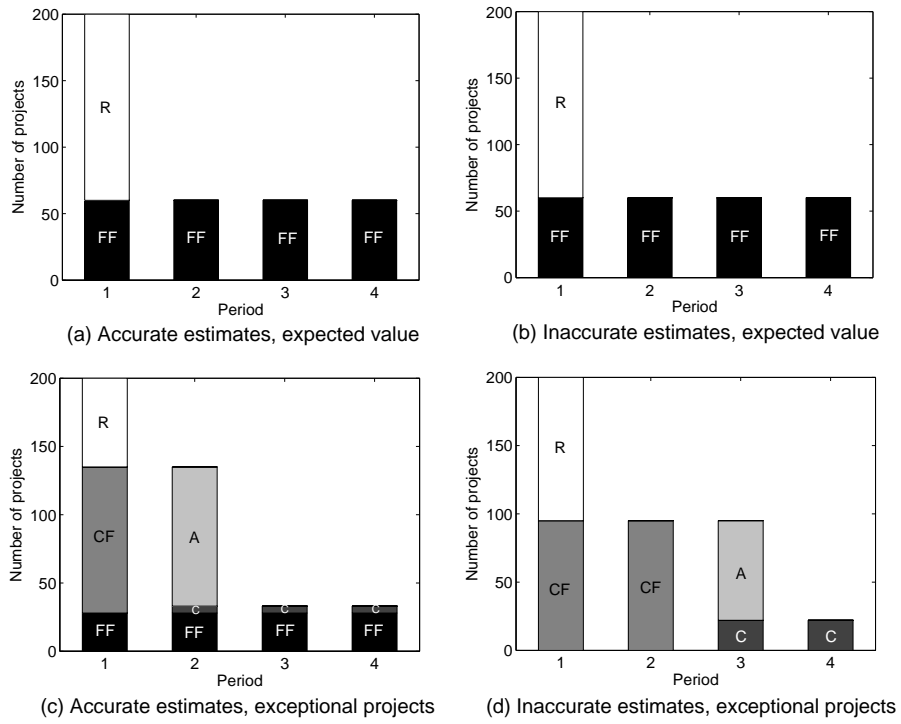 200
150
100
50
0
Number of projects
R
FF
FF
FF
FF
1
2
3
4
Period
(a) Accurate estimates, expected value
200
150
100
50
0
Number of projects
R
FF
FF
FF
FF
1
2
3
4
Period
(b) Inaccurate estimates, expected value
200
150
100
50
0
Number of projects
R
CF
FF
A
C
FF
C
FF
C
FF
1
2
3
4
Period
(c) Accurate estimates, exceptional projects
200
150
100
50
0
Number of projects
R
CF
CF
A
C
C
1
2
3
4
Period
(d) Inaccurate estimates, exceptional projects